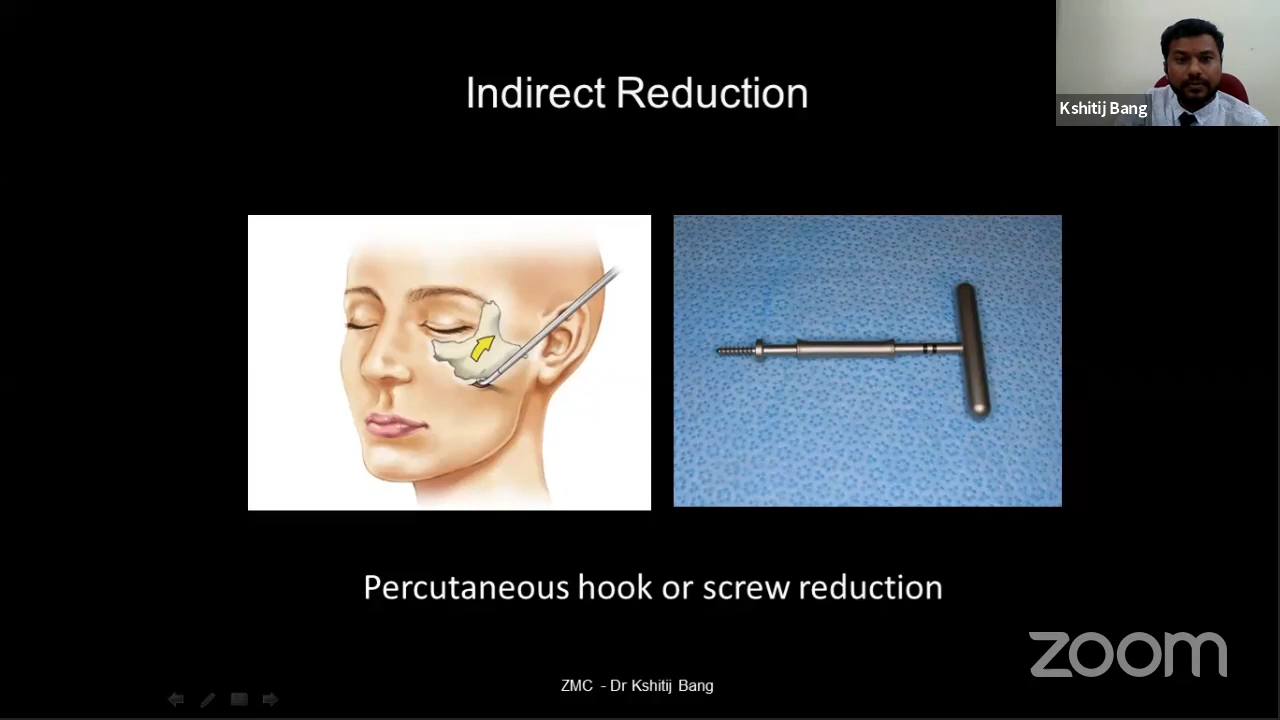 Indirect Reduction
Kshitij Bang
Percutaneous hook or screw reduction
zoom
ZMC - Dr Kshitij Bang